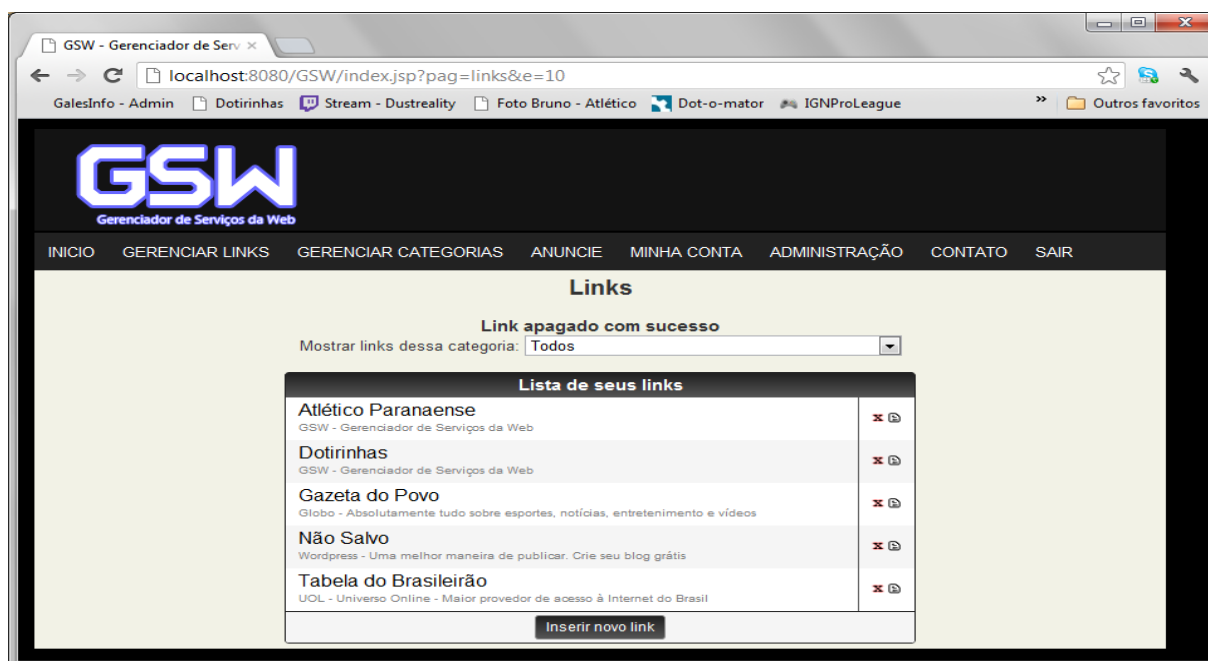 GSW - Gerenciador de Serv
localhost:8080/GSW/index.jsp?pag=links&e=10
GalesInfo - Admin Dotirinhas Stream - Dustreality Foto Bruno - Atlético Dot-o-mator IGNProLeague » Outros favoritos
GSW
Gerenciador de Serviços da Web
INICIO GERENCIAR LINKS GERENCIAR CATEGORIAS ANUNCIE MINHA CONTA ADMINISTRAÇÃO CONTATO SAIR
Links
Link apagado com sucesso
Mostrar links dessa categoria: Todos
Lista de seus links
Atlético Paranaense
GSW - Gerenciador de Serviços da Web
Dotirinhas
GSW - Gerenciador de Serviços da Web
Gazeta do Povo
Globo - Absolutamente tudo sobre esportes, notícias, entretenimento e vídeos
Não Salvo
Wordpress - Uma melhor maneira de publicar. Crie seu blog grátis
Tabela do Brasileirão
UOL - Universo Online - Maior provedor de acesso à Internet do Brasil
Inserir novo link